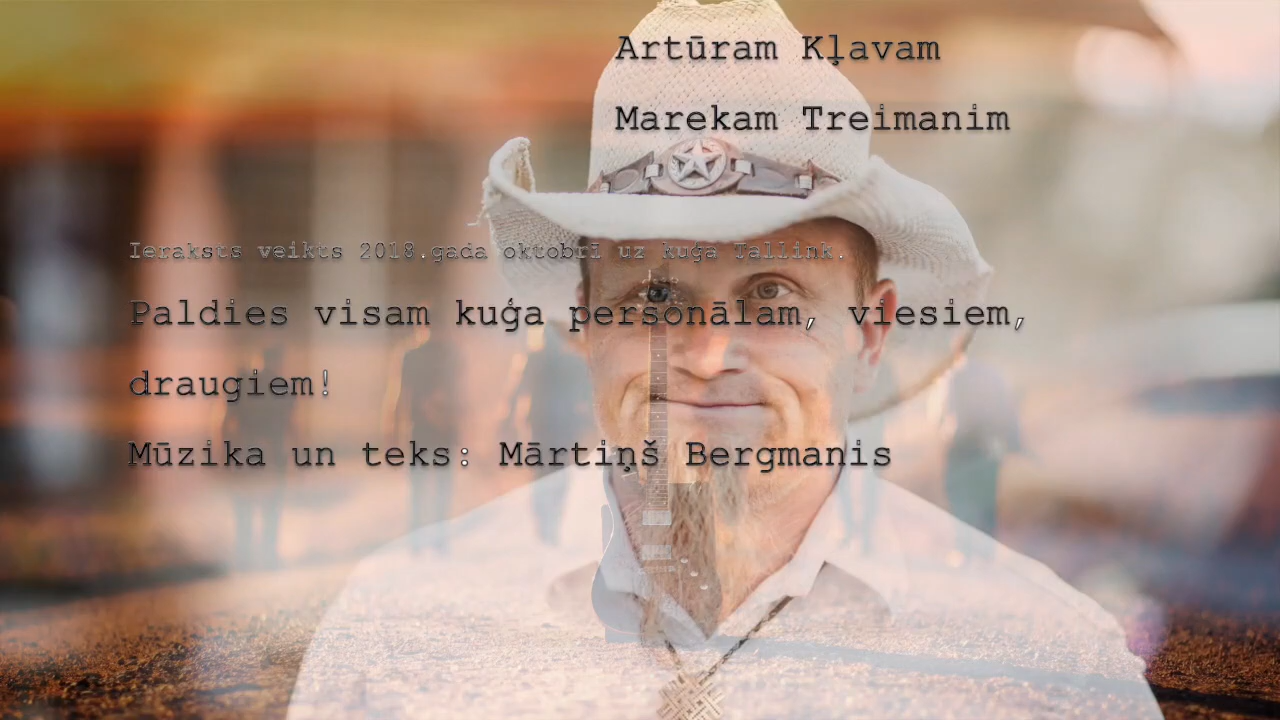 Artūram Kļavam
Marekam Treimanim
Ieraksts veikts 2018.gada oktobrī uz kuģa Tallink.
Paldies visam kuģa personālam, viesiem,
draugiem!
Mūzika un teks: Mārtiņš Bergmanis